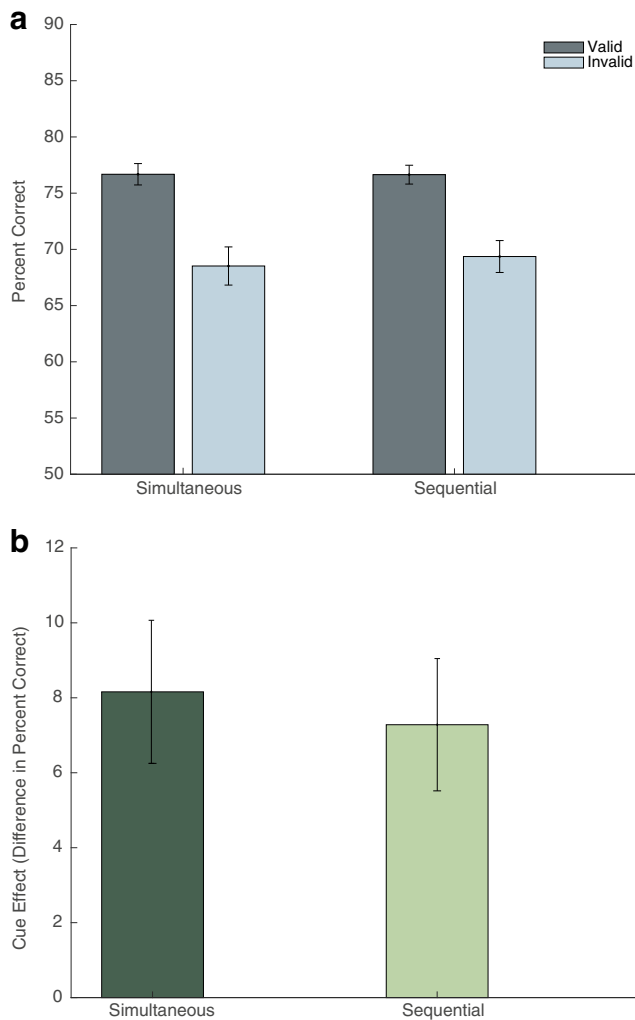 a
90
85
80
75
70
65
60
55
50
Percent Correct
Valid
Invalid
Simultaneous
Sequential
b
12
10
8
6
4
2
0
Cue Effect (Difference in Percent Correct)
Simultaneous
Sequential